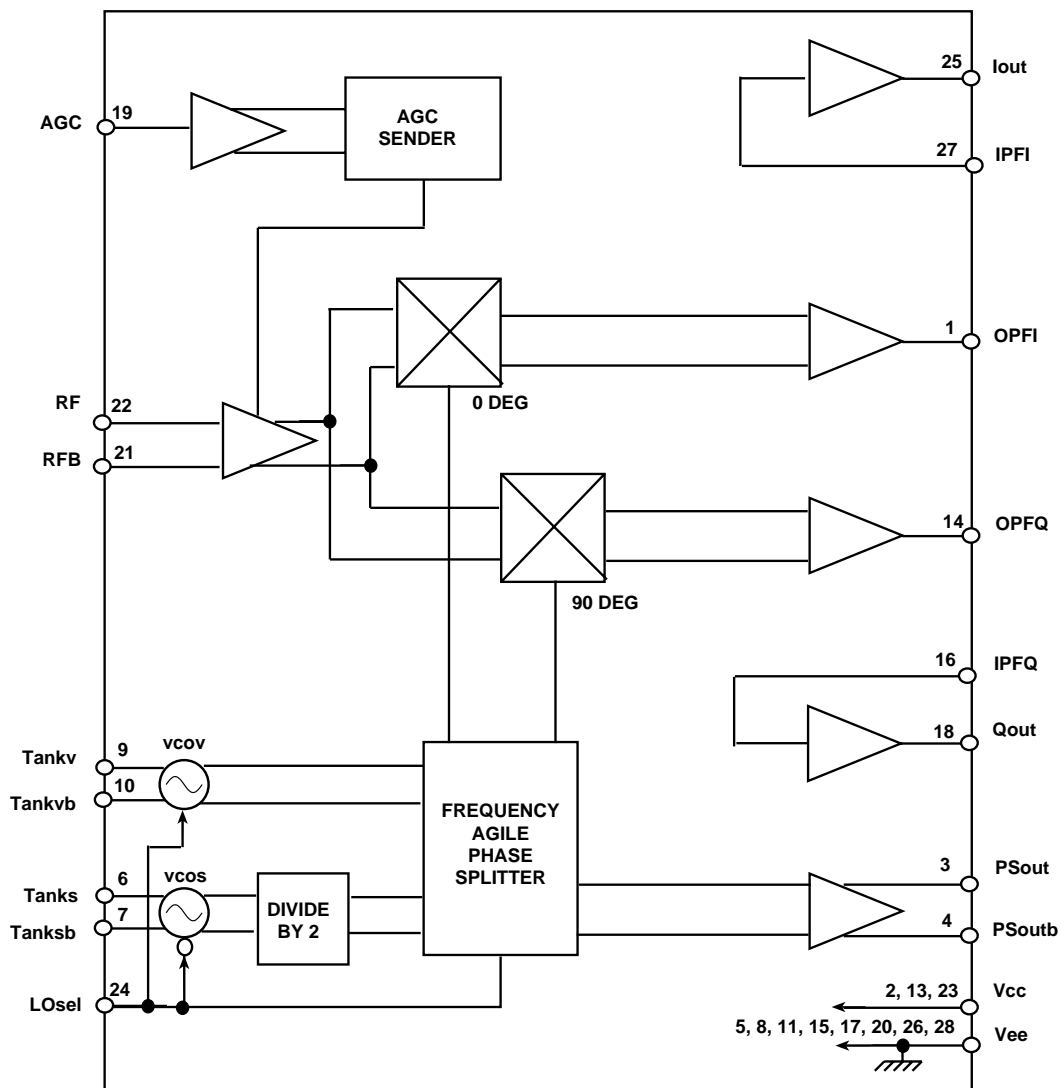 25
Iout
19
AGC
AGC
SENDER
27
IPFI
1
OPFI
0 DEG
RF
22
RFB
21
14
OPFQ
90 DEG
16
IPFQ
18
Qout
Tankv
9
vcov
Tankvb
10
FREQUENCY
AGILE
PHASE
SPLITTER
Tanks
6
vcos
Tanksb
7
DIVIDE
BY 2
3
PSout
4
PSoutb
LOsel
24
2, 13, 23
Vcc
5, 8, 11, 15, 17, 20, 26, 28
Vee